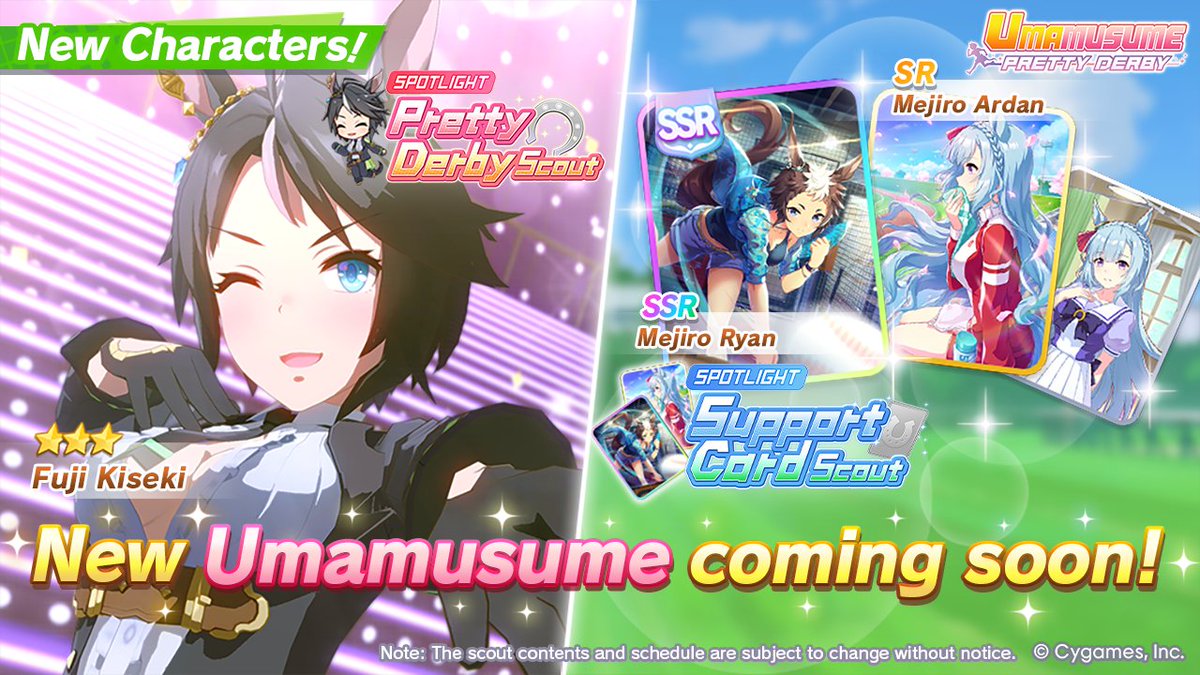 New Characters!
SPOTLIGHT
Pretty
Derby Scout
Fuji Kiseki
UMAMUSUME
PRETTY DERBY
SR
Mejiro Ardan
SSR
SSR
Mejiro Ryan
SPOTLIGHT
Support
Card Scout
New Umamusume coming soon!
Note: The scout contents and schedule are subject to change without notice. © Cygames, Inc.